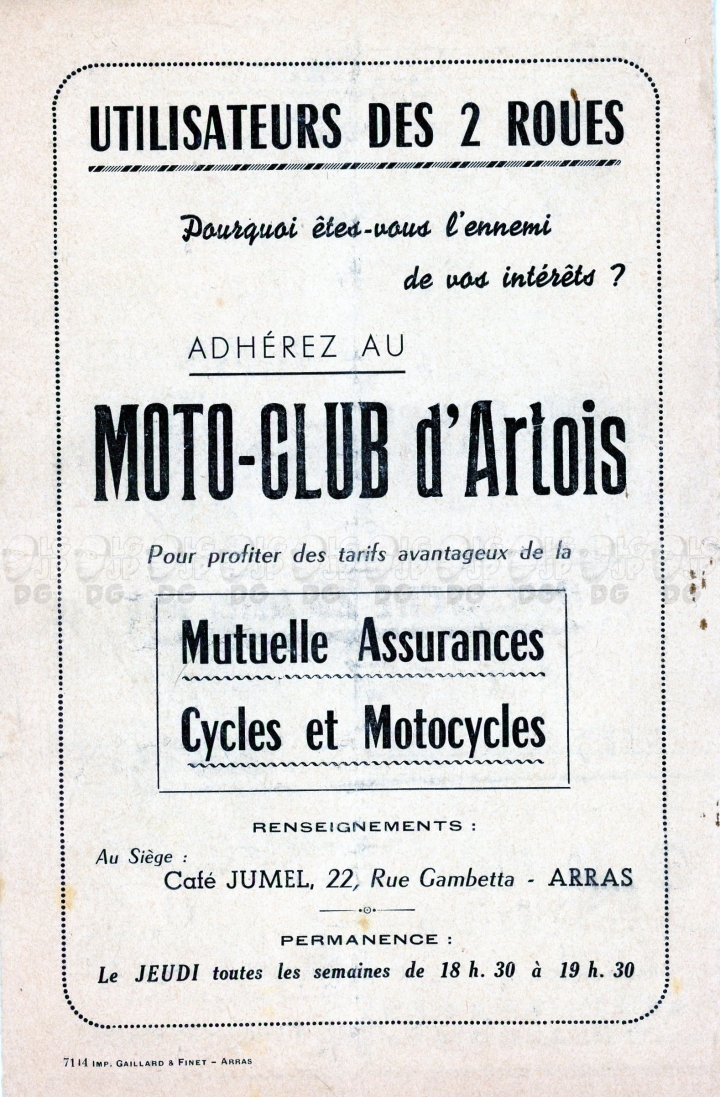 UTILISATEURS DES 2 ROUES
Pourquoi êtes-vous l'ennemi
de vos intérêts ?
ADHÉREZ AU
MOTO-CLUB d'Artois
Pour profiter des tarifs avantageux de la
Mutuelle Assurances
Cycles et Motocycles
RENSEIGNEMENTS :
Au Siège :
Café JUMEL, 22, Rue Gambetta - ARRAS
PERMANENCE :
Le JEUDI toutes les semaines de 18 h. 30 à 19 h. 30
7144 IMP. GAILLARD & FINET - ARRAS